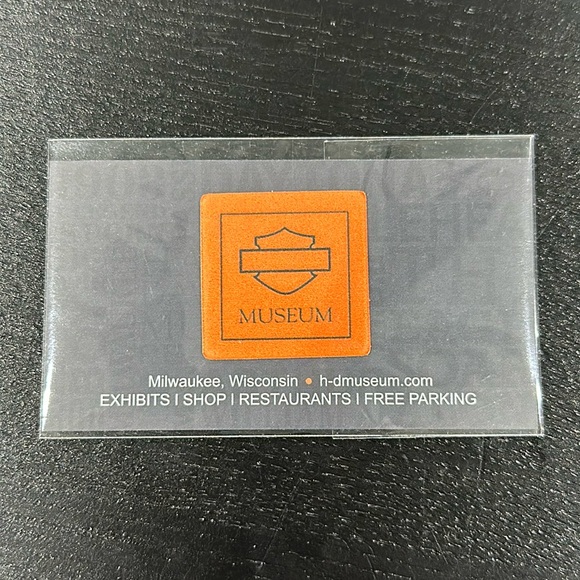 MUSEUM
Milwaukee, Wisconsin • h-dmuseum.com
EXHIBITS I SHOP I RESTAURANTS I FREE PARKING